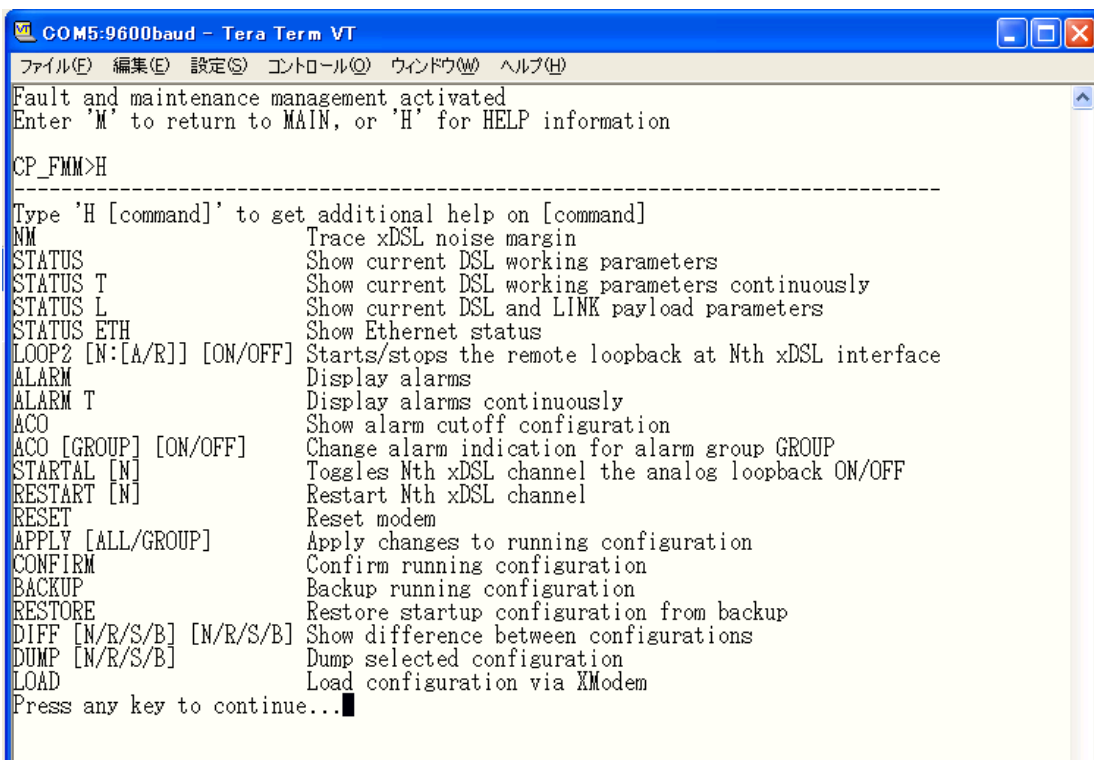 COM5:9600baud - Tera Term VT
ファイル(F) 編集(E) 設定(S) コントロール(O) ウィンドウ(W) ヘルプ(H)
Fault and maintenance management activated
Enter 'M' to return to MAIN, or 'H' for HELP information
CP_FMM>H
--------------------------------------------------------------------------------
Type 'H [command]' to get additional help on [command]
NM Trace xDSL noise margin
STATUS Show current DSL working parameters
STATUS T Show current DSL working parameters continuously
STATUS L Show current DSL and LINK payload parameters
STATUS ETH Show Ethernet status
LOOP2 [N:[A/R]] [ON/OFF] Starts/stops the remote loopback at Nth xDSL interface
ALARM Display alarms
ALARM T Display alarms continuously
ACO Show alarm cutoff configuration
ACO [GROUP] [ON/OFF] Change alarm indication for alarm group GROUP
STARTAL [N] Toggles Nth xDSL channel the analog loopback ON/OFF
RESTART [N] Restart Nth xDSL channel
RESET Reset modem
APPLY [ALL/GROUP] Apply changes to running configuration
CONFIRM Confirm running configuration
BACKUP Backup running configuration
RESTORE Restore startup configuration from backup
DIFF [N/R/S/B] [N/R/S/B] Show difference between configurations
DUMP [N/R/S/B] Dump selected configuration
LOAD Load configuration via XModem
Press any key to continue...